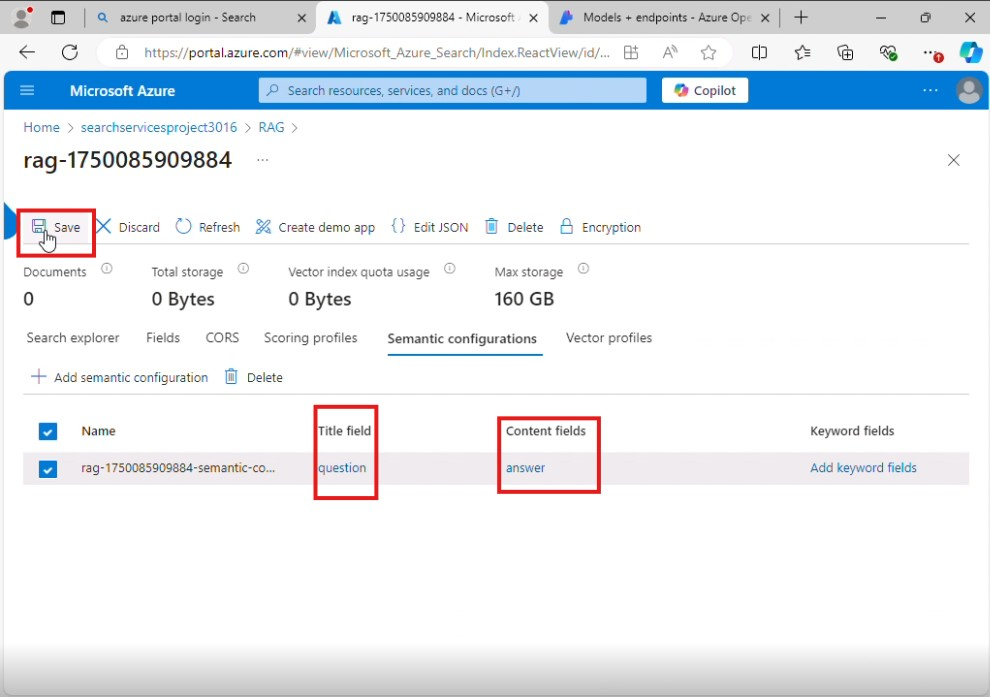 azure portal login - Search
rag-1750085909884 - Microsoft
Models + endpoints - Azure Ope
https://portal.azure.com/#view/Microsoft_Azure_Search/Index.ReactView/id/...
Microsoft Azure
Search resources, services, and docs (G+/)
Copilot
Home > searchservicesproject3016 > RAG >
rag-1750085909884 ...
Save Discard Refresh Create demo app {} Edit JSON Delete Encryption
Documents Total storage Vector index quota usage Max storage
0 0 Bytes 0 Bytes 160 GB
Search explorer Fields CORS Scoring profiles Semantic configurations Vector profiles
+ Add semantic configuration Delete
Name Title field Content fields Keyword fields
rag-1750085909884-semantic-co... question answer Add keyword fields